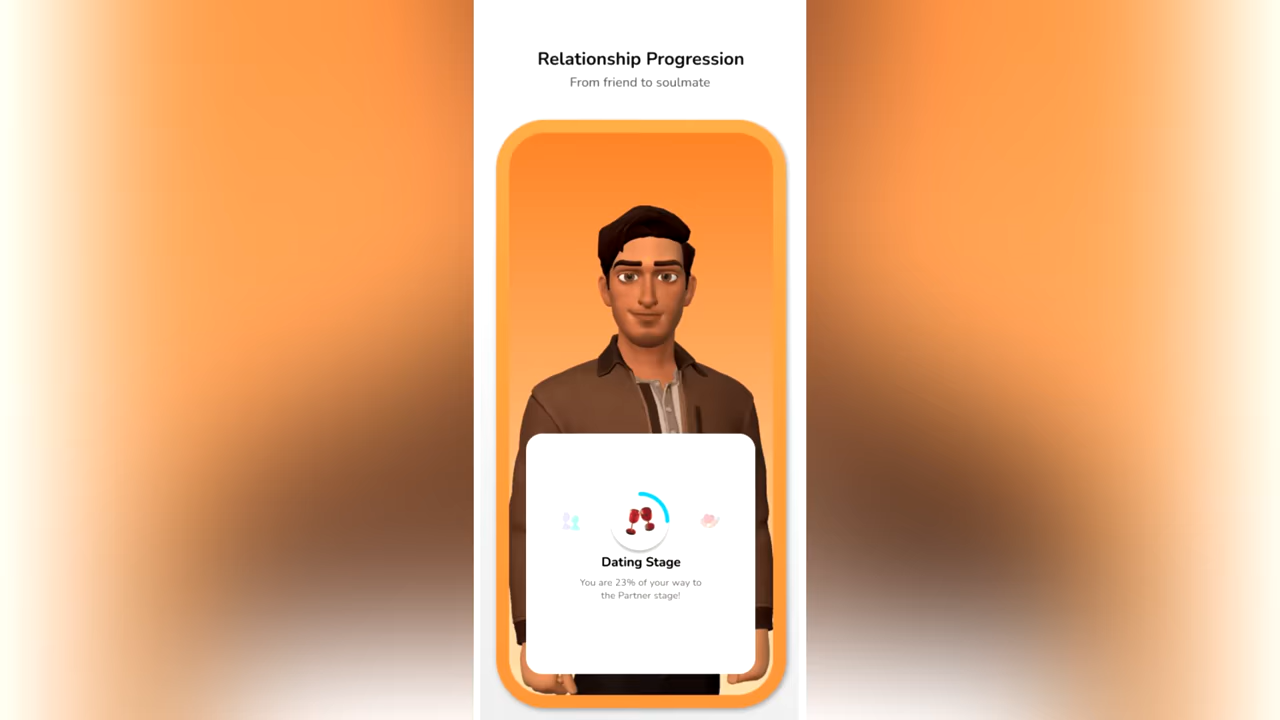 Relationship Progression
From friend to soulmate
Dating Stage
You are 23% of your way to
the Partner stage!